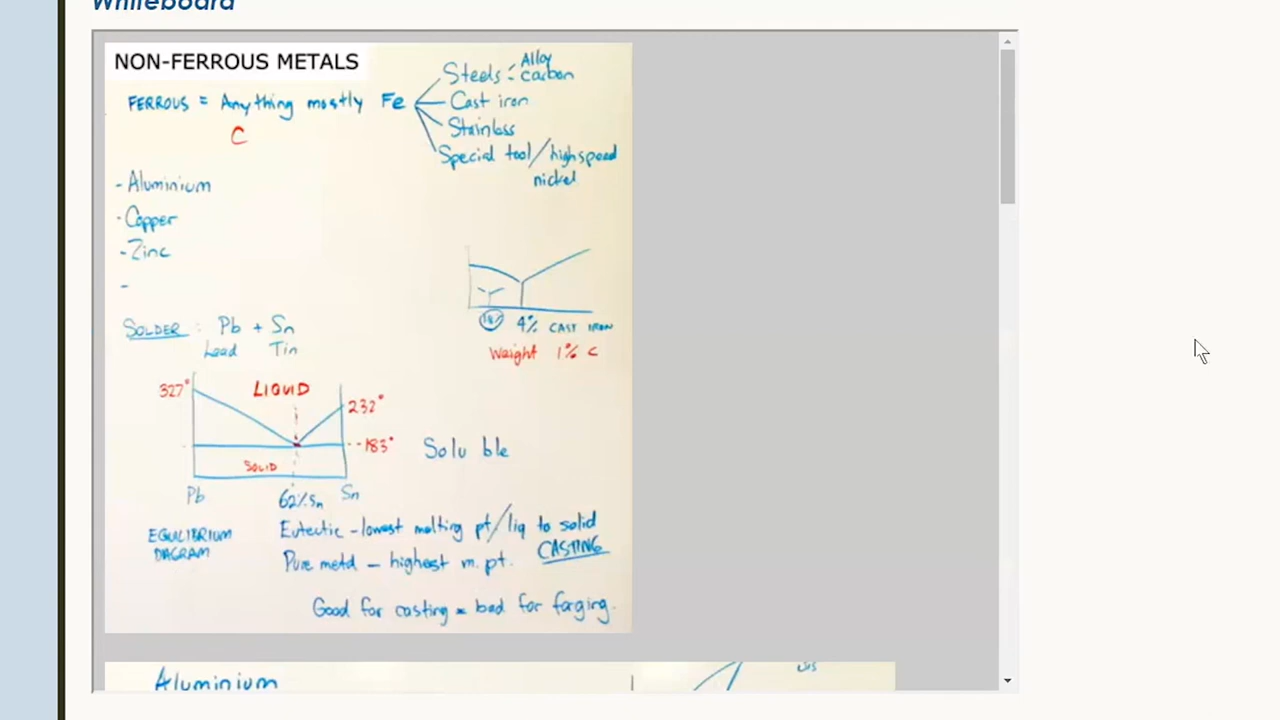 Whiteboard
NON-FERROUS METALS
FERROUS = Anything mostly Fe
C
Steels : Alloy
carbon
Cast iron
Stainless
Special tool/highspeed
nickel
- Aluminium
- Copper
- Zinc
-
4% CAST IRON
Weight 1% C
SOLDER : Pb + Sn
Lead Tin
327°
LIQUID
232°
183°
SOLID
Pb
62% Sn
Sn
Solu ble
EQUILIBRIUM
DIAGRAM
Eutectic - lowest melting pt/liq to solid
CASTING
Pure metal - highest m. pt.
Good for casting = bad for forging.
Aluminium